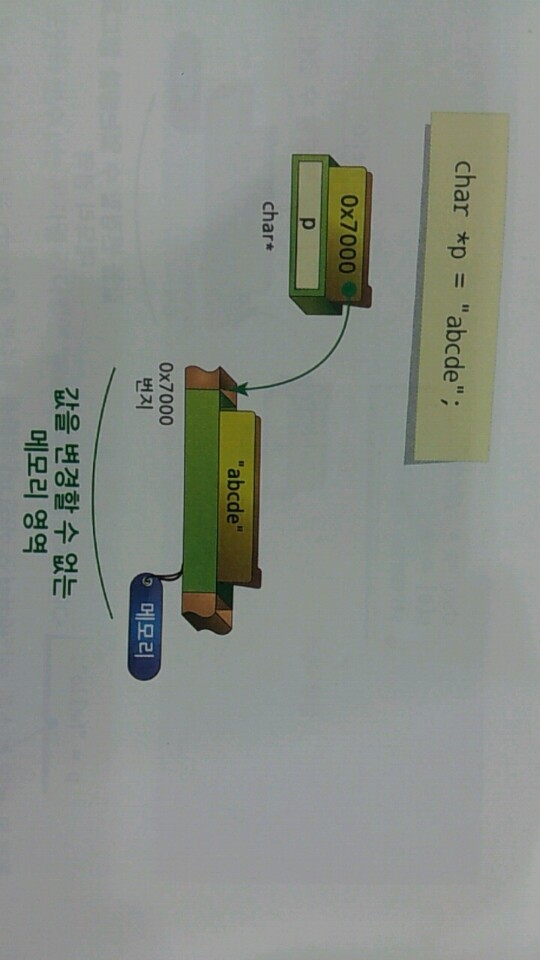 char *p = "abcde";
0x7000
p
char*
"abcde"
0x7000
번지
메모리
값을 변경할 수 없는
메모리 영역